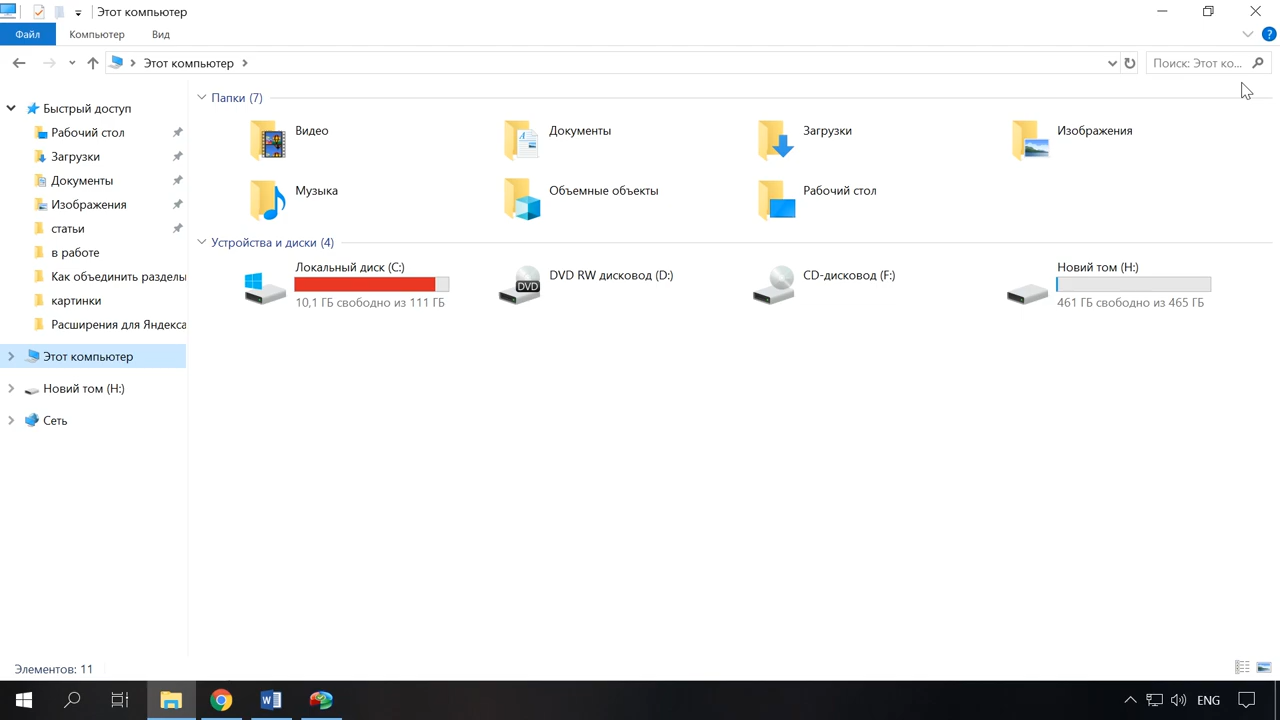 Этот компьютер
Файл
Компьютер
Вид
?
Этот компьютер
Поиск: Этот ко...
Быстрый доступ
Рабочий стол
Загрузки
Документы
Изображения
статьи
в работе
Как объединить разделы
картинки
Расширения для Яндекса
Этот компьютер
Новий том (H:)
Сеть
Папки (7)
Видео
Документы
Загрузки
Изображения
Музыка
Объемные объекты
Рабочий стол
Устройства и диски (4)
Локальный диск (C:)
10,1 ГБ свободно из 111 ГБ
DVD
DVD RW дисковод (D:)
CD-дисковод (F:)
Новий том (H:)
461 ГБ свободно из 465 ГБ
Элементов: 11
ENG